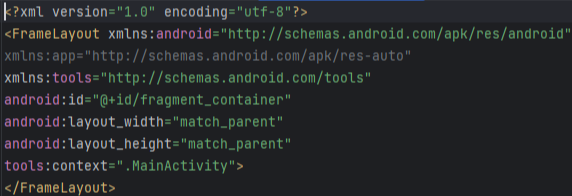 <?xml version="1.0" encoding="utf-8"?>
<FrameLayout xmlns:android="http://schemas.android.com/apk/res/android"
xmlns:app="http://schemas.android.com/apk/res-auto"
xmlns:tools="http://schemas.android.com/tools"
android:id="@+id/fragment_container"
android:layout_width="match_parent"
android:layout_height="match_parent"
tools:context=".MainActivity">
</FrameLayout>